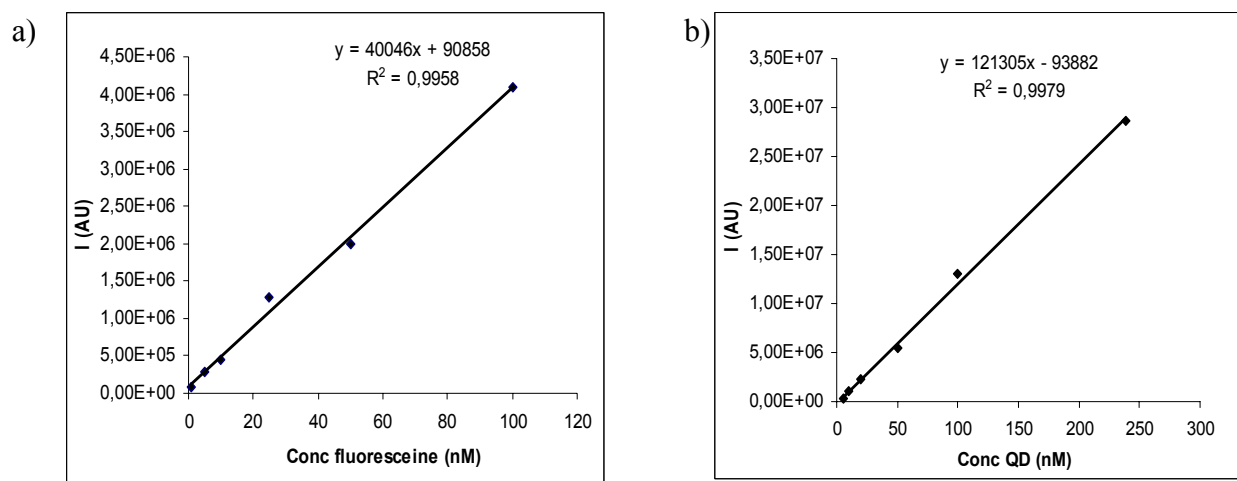 a)
y = 40046x + 90858
R² = 0,9958
4,50E+06
4,00E+06
3,50E+06
3,00E+06
2,50E+06
2,00E+06
1,50E+06
1,00E+06
5,00E+05
0,00E+00
I (AU)
0 20 40 60 80 100 120
Conc fluoresceine (nM)
b)
y = 121305x - 93882
R² = 0,9979
3,50E+07
3,00E+07
2,50E+07
2,00E+07
1,50E+07
1,00E+07
5,00E+06
0,00E+00
I (AU)
0 50 100 150 200 250 300
Conc QD (nM)